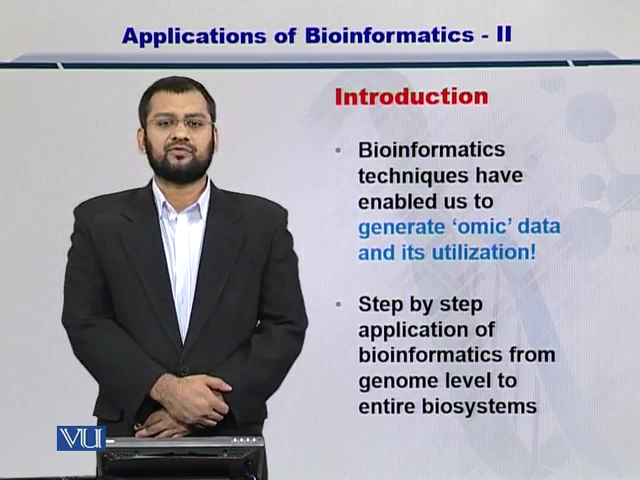 Applications of Bioinformatics - II
Introduction
• Bioinformatics
techniques have
enabled us to
generate ‘omic’ data
and its utilization!
• Step by step
application of
bioinformatics from
genome level to
entire biosystems
VU